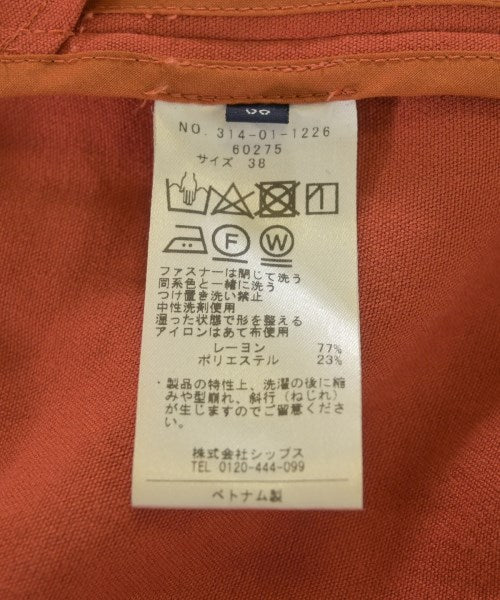 NO. 314-01-1226
60275
サイズ 38
F W
ファスナーは閉じて洗う
同系色と一緒に洗う
つけ置き洗い禁止
中性洗剤使用
湿った状態で形を整える
アイロンはあて布使用
レーヨン 77%
ポリエステル 23%
・製品の特性上、洗濯の後に縮
みや型崩れ、斜行(ねじれ)
が生じますのでご留意くださ
い。
株式会社シップス
TEL 0120-444-099
ベトナム製